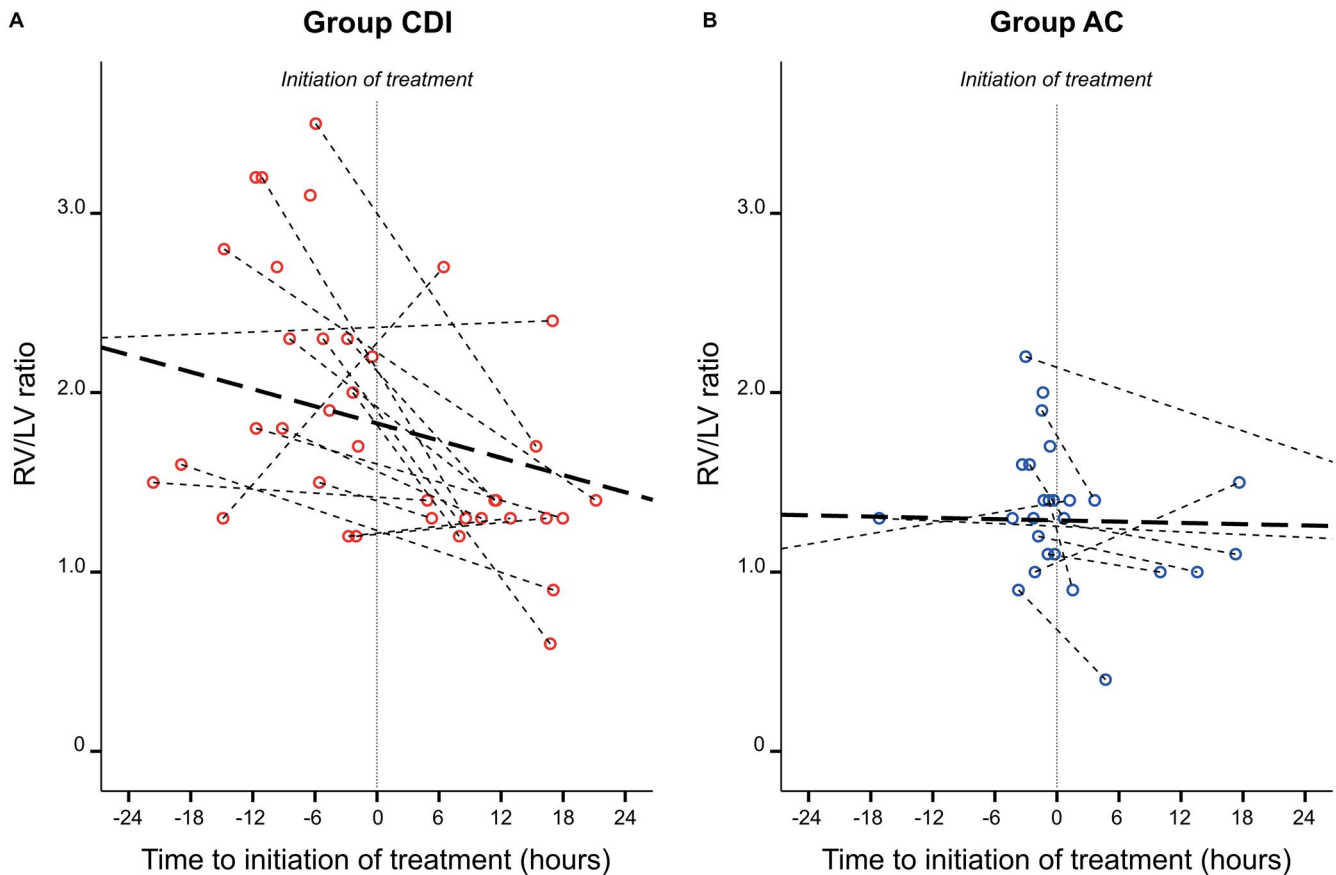 A
Group CDI
Initiation of treatment
3.0
2.0
1.0
0
RV/LV ratio
-24 -18 -12 -6 0 6 12 18 24
Time to initiation of treatment (hours)
B
Group AC
Initiation of treatment
3.0
2.0
1.0
0
RV/LV ratio
-24 -18 -12 -6 0 6 12 18 24
Time to initiation of treatment (hours)